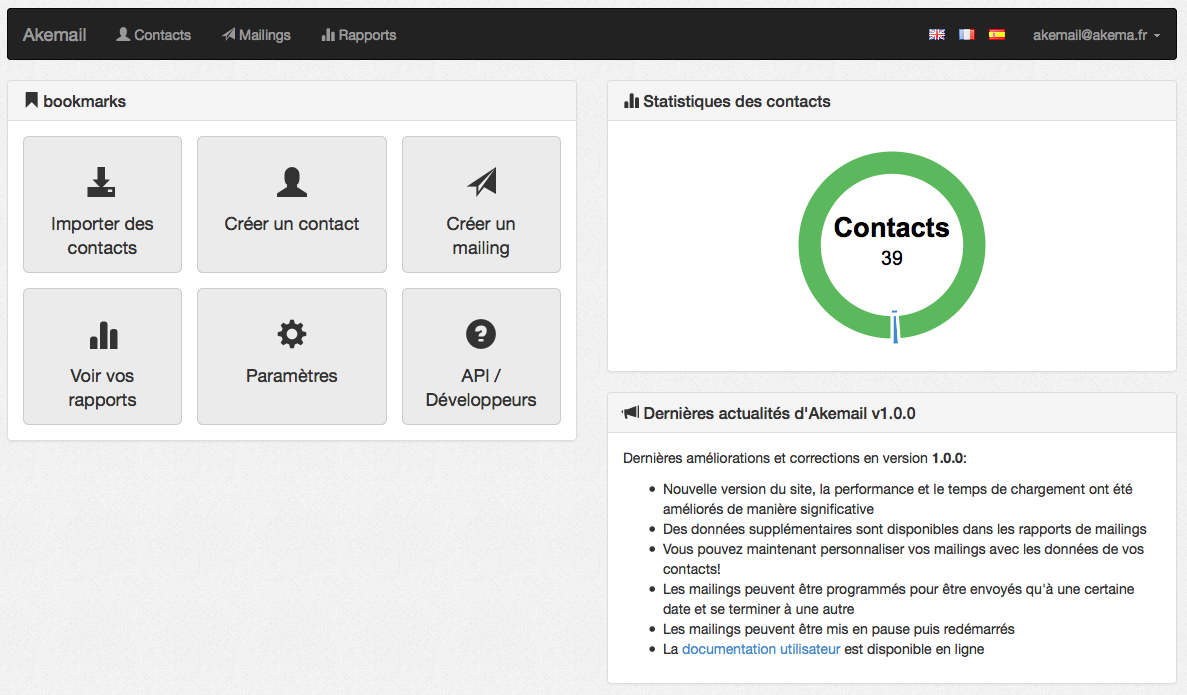 Akemail
Contacts
Mailings
Rapports
akemail@akema.fr
bookmarks
Importer des
contacts
Créer un contact
Créer un
mailing
Voir vos
rapports
Paramètres
API /
Développeurs
Statistiques des contacts
Contacts
39
Dernières actualités d'Akemail v1.0.0
Dernières améliorations et corrections en version 1.0.0:
Nouvelle version du site, la performance et le temps de chargement ont été
améliorés de manière significative
Des données supplémentaires sont disponibles dans les rapports de mailings
Vous pouvez maintenant personnaliser vos mailings avec les données de vos
contacts!
Les mailings peuvent être programmés pour être envoyés qu'à une certaine
date et se terminer à une autre
Les mailings peuvent être mis en pause puis redémarrés
La documentation utilisateur est disponible en ligne